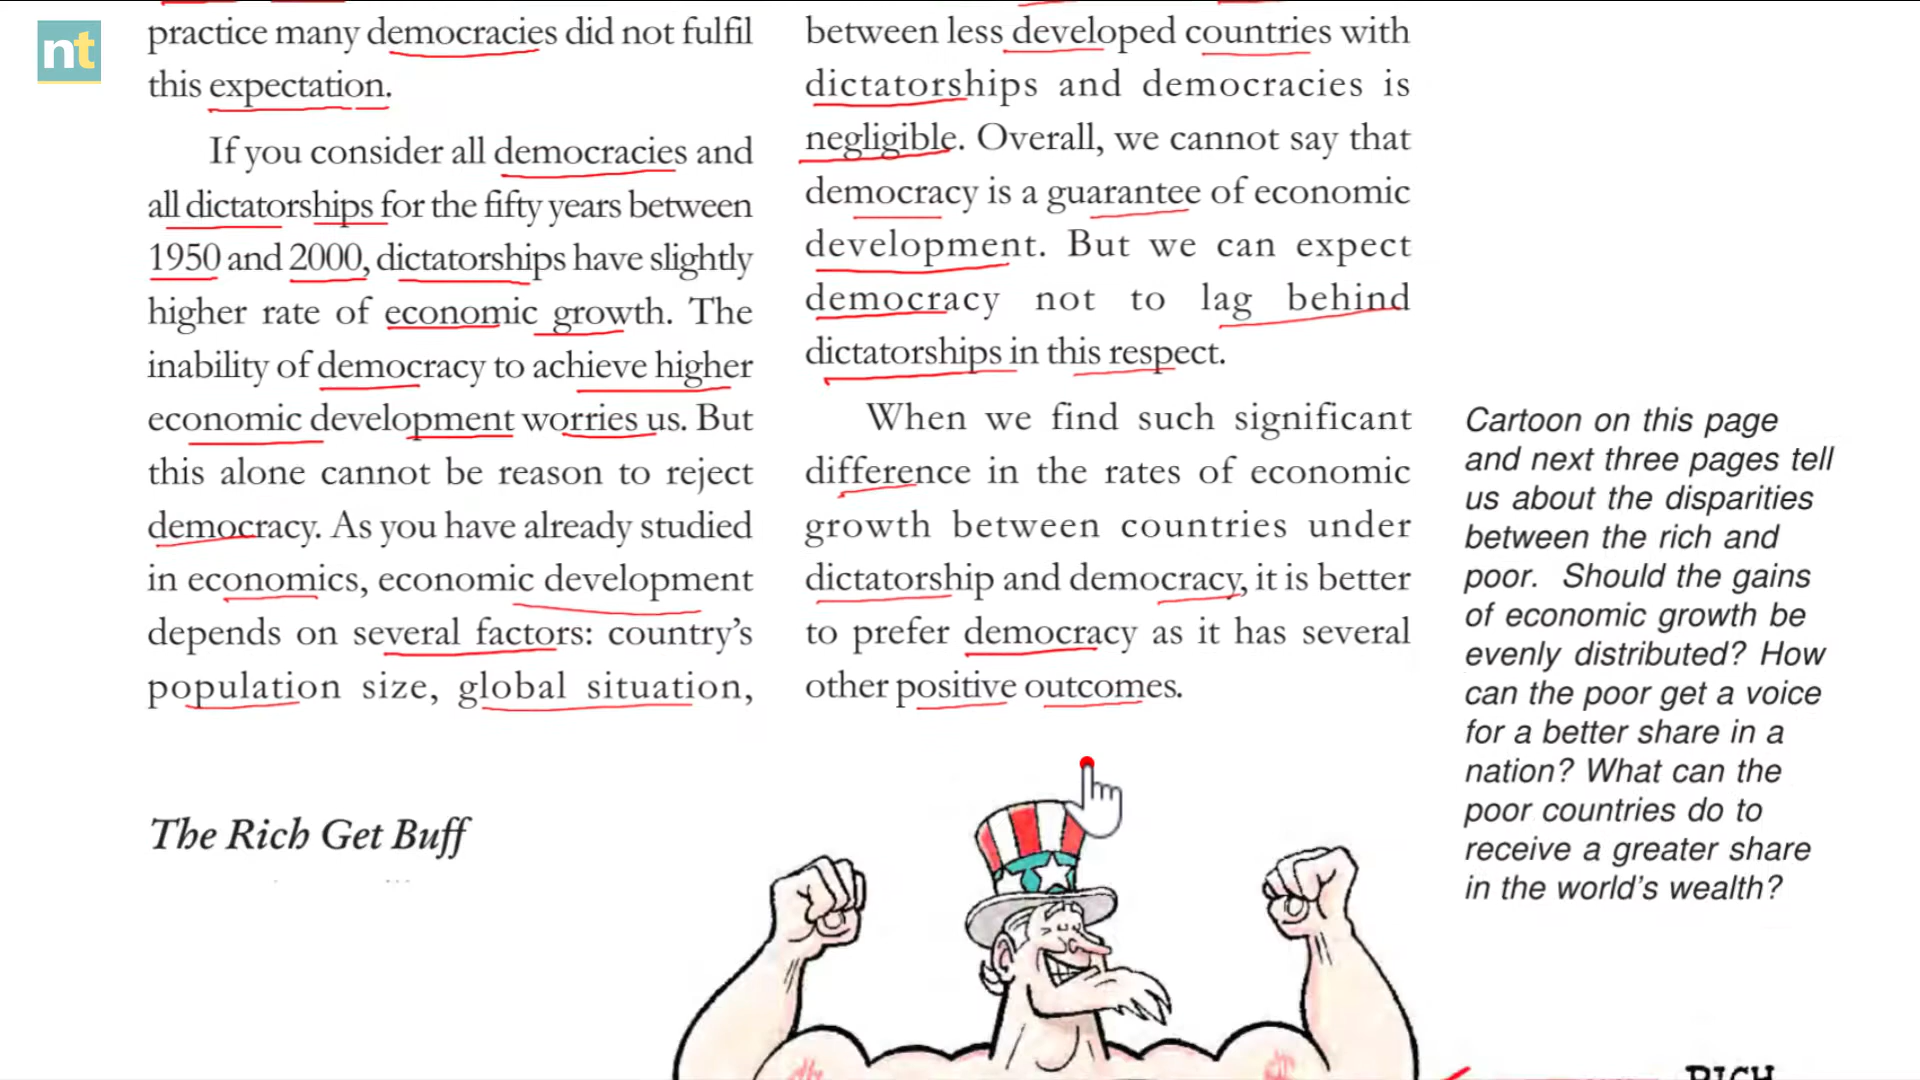 nt
practice many democracies did not fulfil
this expectation.
If you consider all democracies and
all dictatorships for the fifty years between
1950 and 2000, dictatorships have slightly
higher rate of economic growth. The
inability of democracy to achieve higher
economic development worries us. But
this alone cannot be reason to reject
democracy. As you have already studied
in economics, economic development
depends on several factors: country’s
population size, global situation,
between less developed countries with
dictatorships and democracies is
negligible. Overall, we cannot say that
democracy is a guarantee of economic
development. But we can expect
democracy not to lag behind
dictatorships in this respect.
When we find such significant
difference in the rates of economic
growth between countries under
dictatorship and democracy, it is better
to prefer democracy as it has several
other positive outcomes.
Cartoon on this page
and next three pages tell
us about the disparities
between the rich and
poor. Should the gains
of economic growth be
evenly distributed? How
can the poor get a voice
for a better share in a
nation? What can the
poor countries do to
receive a greater share
in the world’s wealth?
The Rich Get Buff
RICH